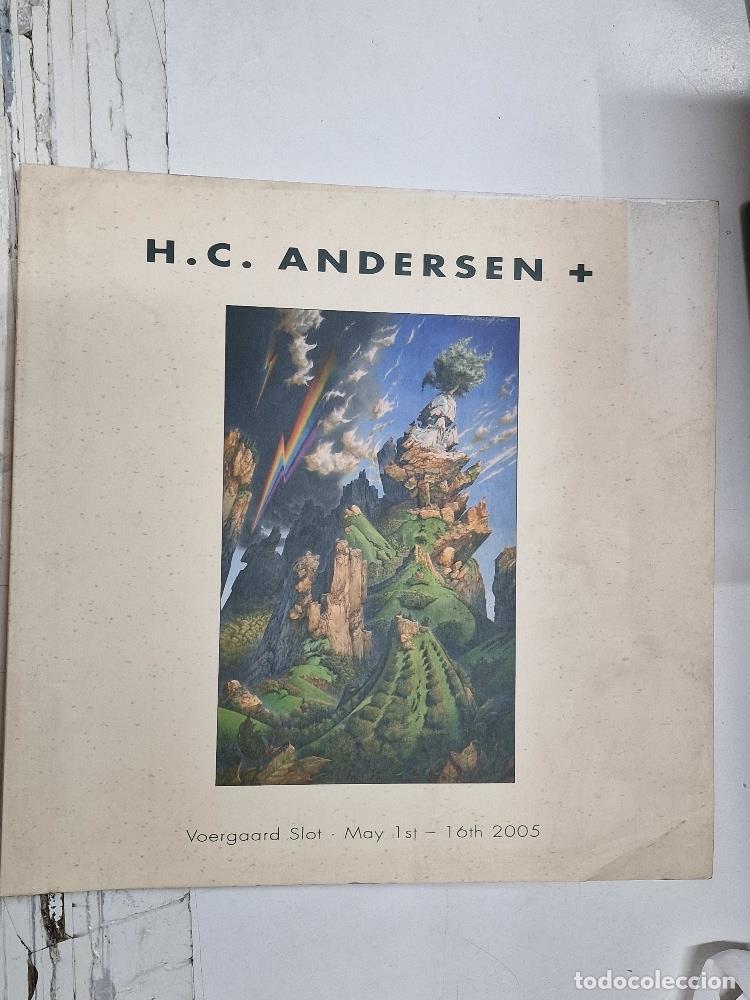 H.C. ANDERSEN +
Voergaard Slot · May 1st – 16th 2005
todocoleccion